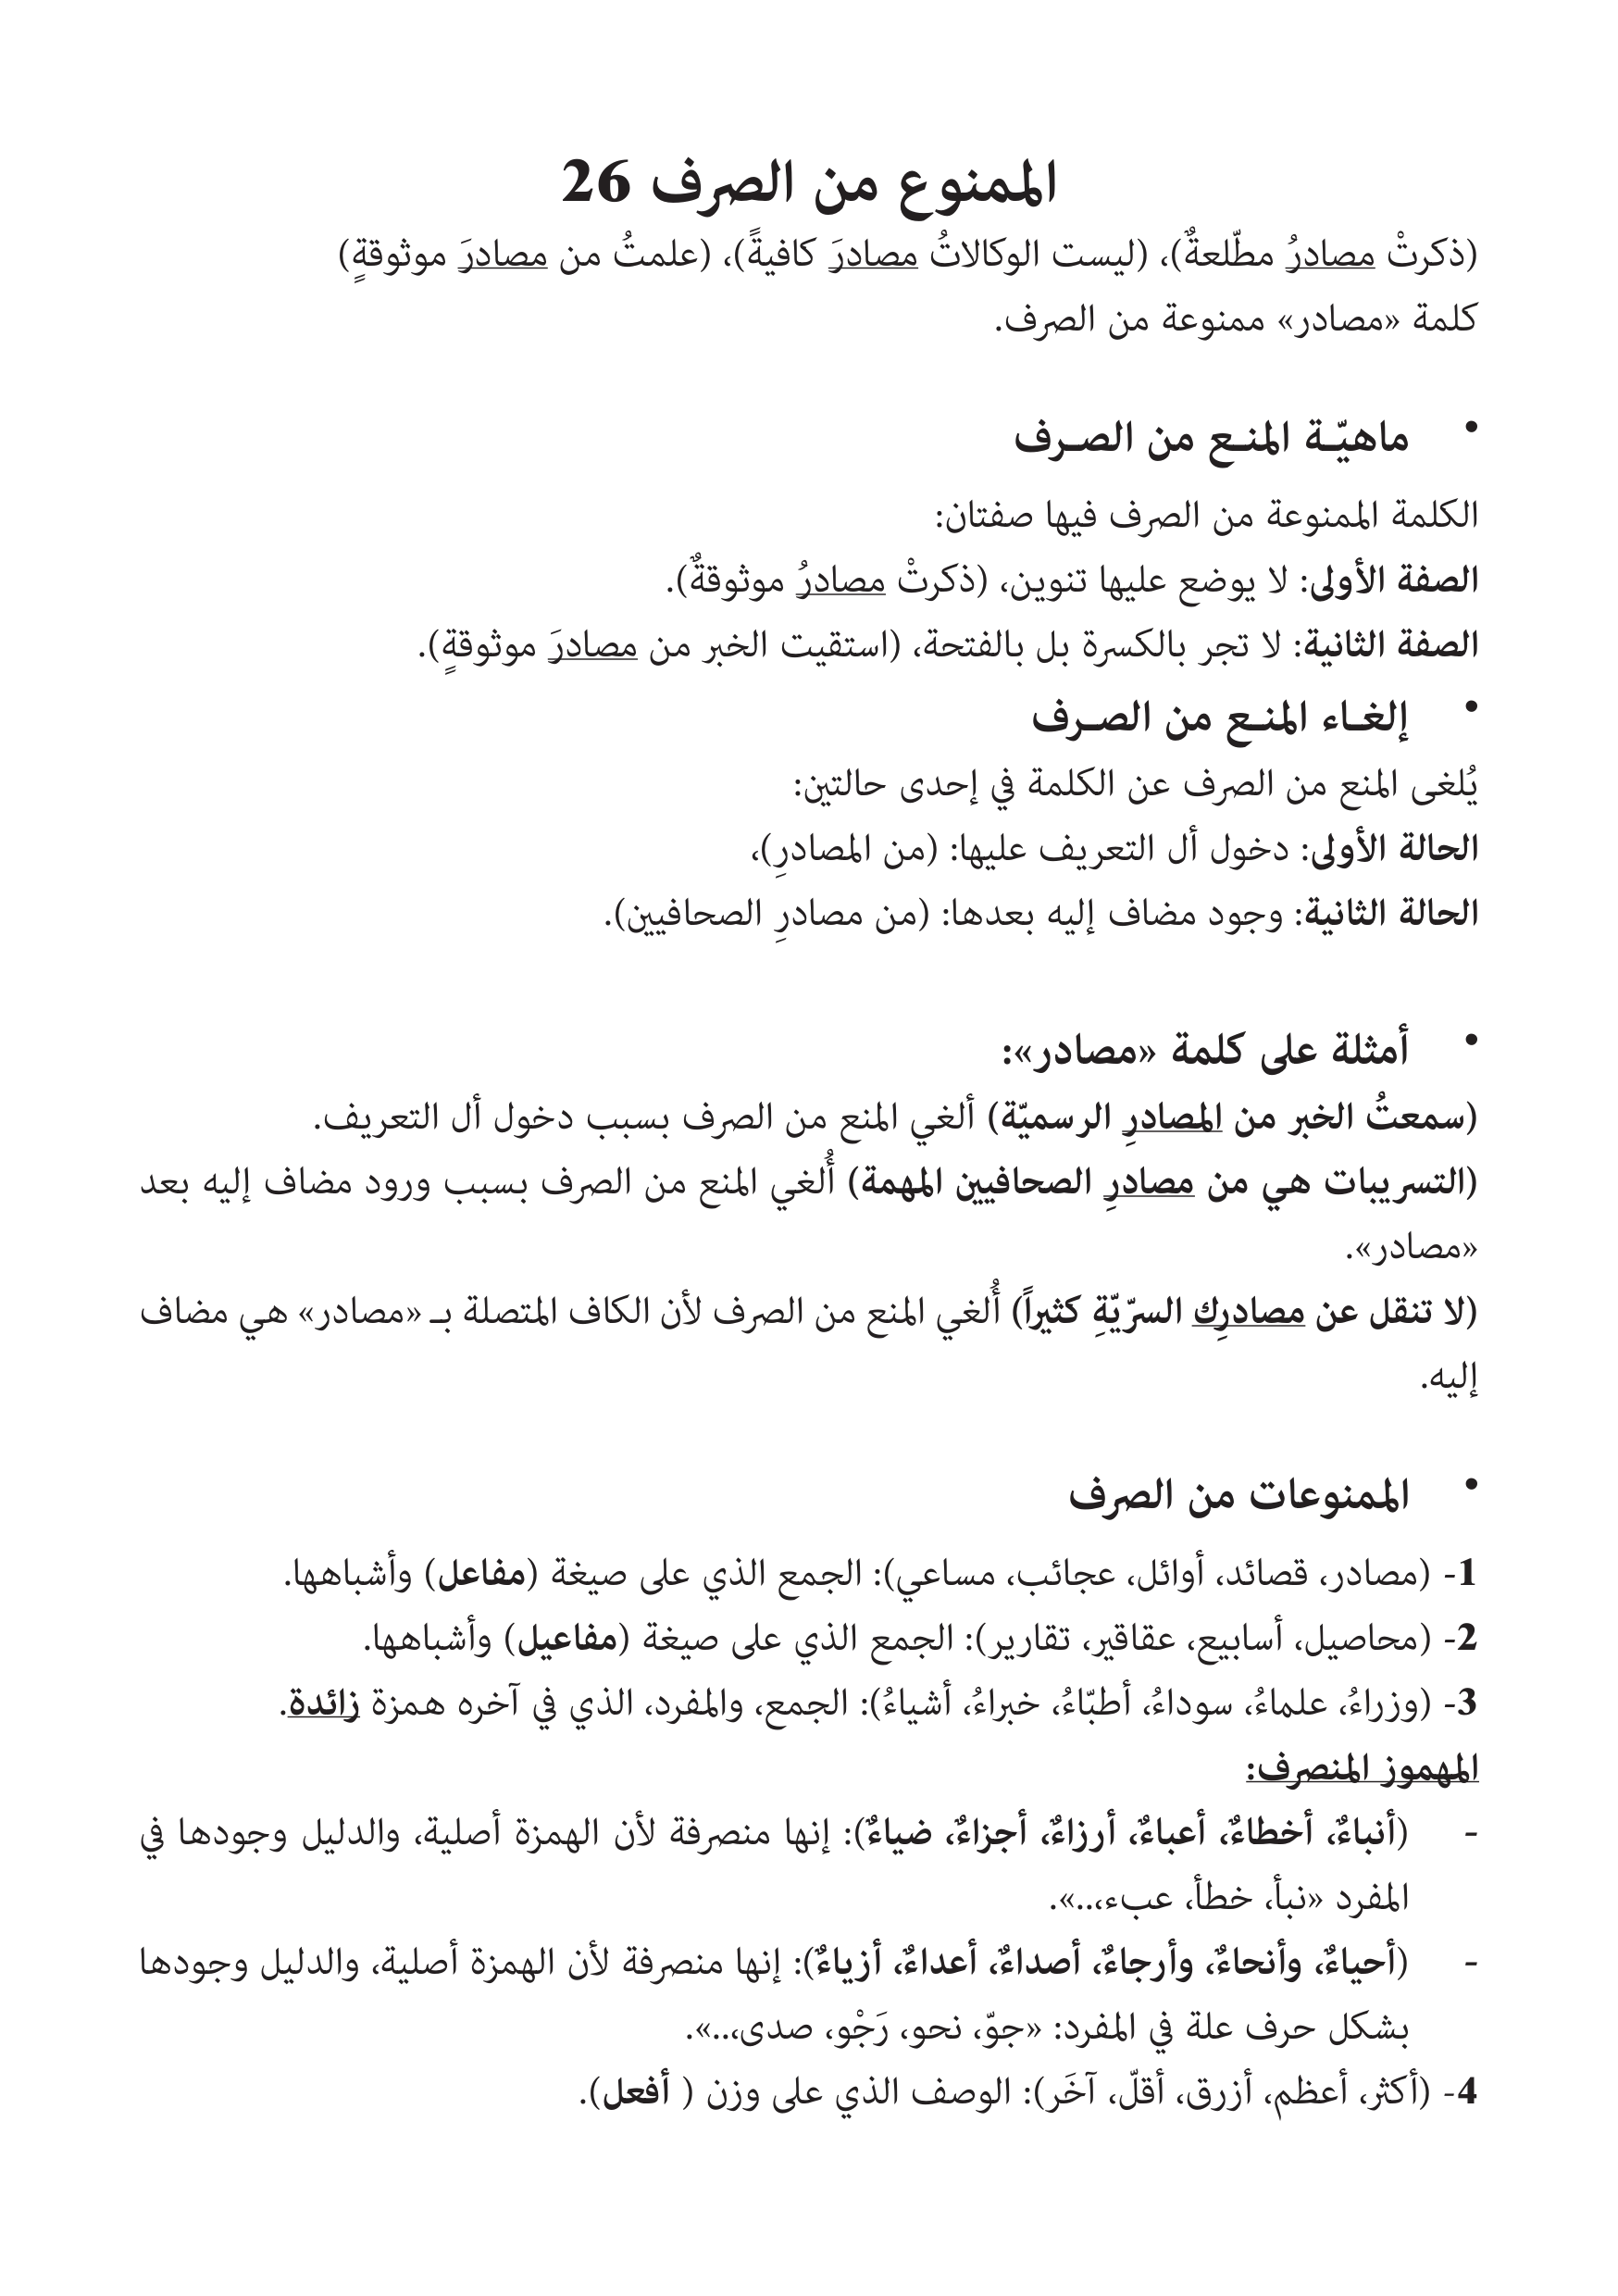 الممنوع من الصرف 26
(ذكرتْ مصادرُ مطّلعةٌ)، (ليست الوكالاتُ مصادرَ كافيةً)، (علمتُ من مصادرَ موثوقةٍ)
كلمة «مصادر» ممنوعة من الصرف.
• ماهيّـة المنـع من الصـرف
الكلمة الممنوعة من الصرف فيها صفتان:
الصفة الأولى: لا يوضع عليها تنوين، (ذكرتْ مصادرُ موثوقةٌ).
الصفة الثانية: لا تجر بالكسرة بل بالفتحة، (استقيت الخبر من مصادرَ موثوقةٍ).
• إلغـاء المنـع من الصـرف
يُلغى المنع من الصرف عن الكلمة في إحدى حالتين:
الحالة الأولى: دخول أل التعريف عليها: (من المصادرِ)،
الحالة الثانية: وجود مضاف إليه بعدها: (من مصادرِ الصحافيين).
• أمثلة على كلمة «مصادر»:
(سمعتُ الخبر من المصادرِ الرسميّة) ألغي المنع من الصرف بسبب دخول أل التعريف.
(التسريبات هي من مصادرِ الصحافيين المهمة) أُلغي المنع من الصرف بسبب ورود مضاف إليه بعد
«مصادر».
(لا تنقل عن مصادرِك السرّيّةِ كثيراً) أُلغي المنع من الصرف لأن الكاف المتصلة بـ «مصادر» هي مضاف
إليه.
• الممنوعات من الصرف
1- (مصادر، قصائد، أوائل، عجائب، مساعي): الجمع الذي على صيغة (مفاعل) وأشباهها.
2- (محاصيل، أسابيع، عقاقير، تقارير): الجمع الذي على صيغة (مفاعيل) وأشباهها.
3- (وزراءُ، علماءُ، سوداءُ، أطبّاءُ، خبراءُ، أشياءُ): الجمع، والمفرد، الذي في آخره همزة زائدة.
المهموز المنصرف:
- (أنباءٌ، أخطاءٌ، أعباءٌ، أرزاءٌ، أجزاءٌ، ضياءٌ): إنها منصرفة لأن الهمزة أصلية، والدليل وجودها في
المفرد «نبأ، خطأ، عبء،..».
- (أحياءٌ، وأنحاءٌ، وأرجاءٌ، أصداءٌ، أعداءٌ، أزياءٌ): إنها منصرفة لأن الهمزة أصلية، والدليل وجودها
بشكل حرف علة في المفرد: «جوّ، نحو، رَجْو، صدى،..».
4- (أكثر، أعظم، أزرق، أقلّ، آخَر): الوصف الذي على وزن ( أفعل).